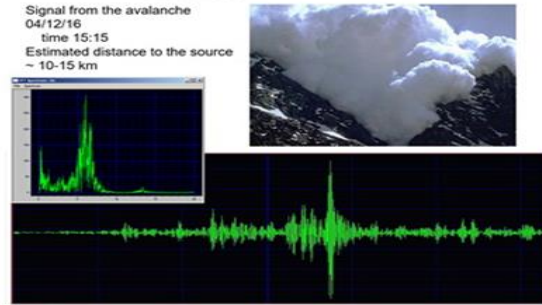 Signal from the avalanche
04/12/16
time 15:15
Estimated distance to the source
~ 10-15 km